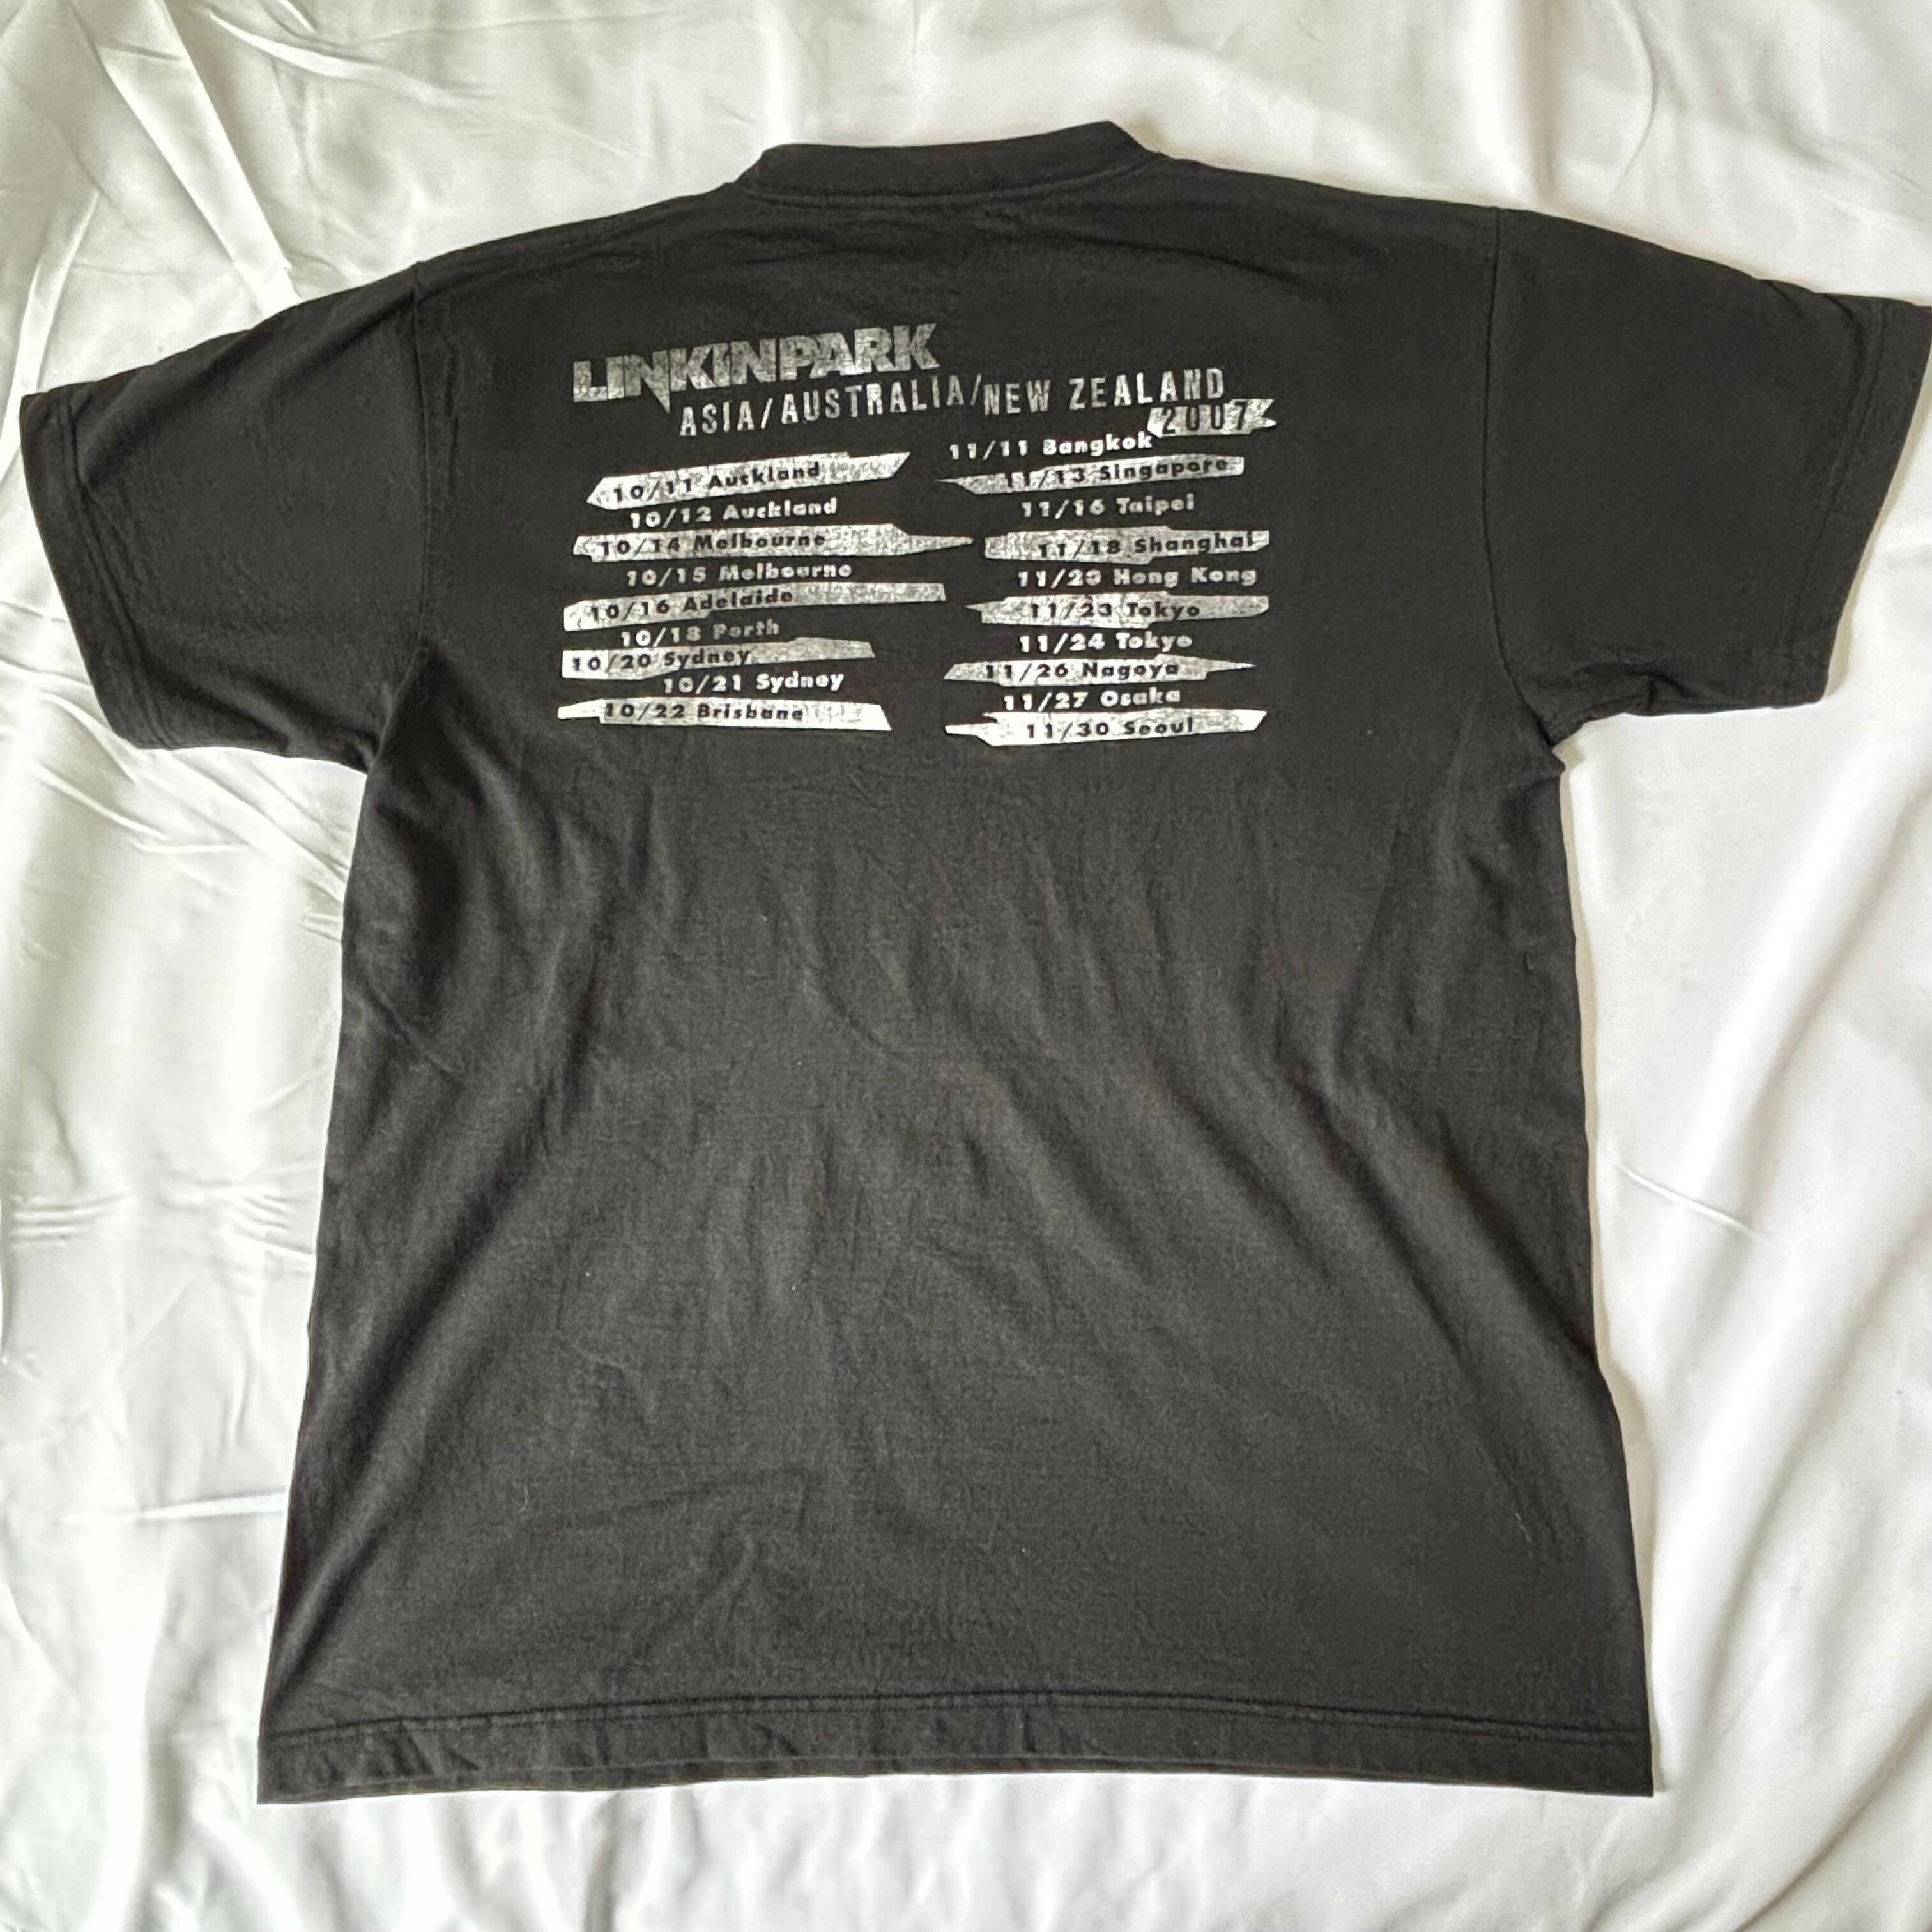 LINKIN PARK
ASIA/AUSTRALIA/NEW ZEALAND
2007
10/11 Auckland
10/12 Auckland
10/14 Melbourne
10/15 Melbourne
10/16 Adelaide
10/18 Perth
10/20 Sydney
10/21 Sydney
10/22 Brisbane
11/11 Bangkok
11/13 Singapore
11/16 Taipei
11/18 Shanghai
11/20 Hong Kong
11/23 Tokyo
11/24 Tokyo
11/26 Nagoya
11/27 Osaka
11/30 Seoul